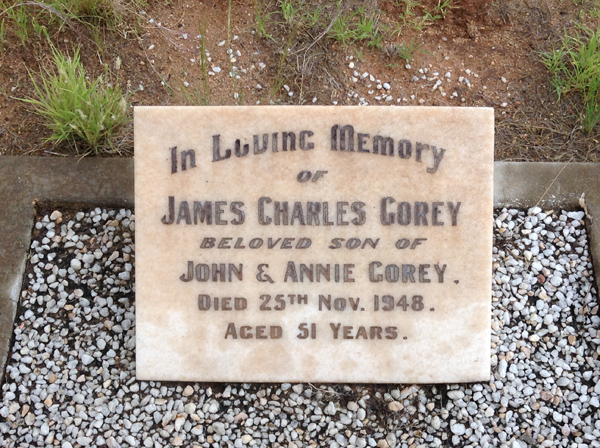 In Loving Memory
of
James Charles Gorey
Beloved Son of
John & Annie Gorey.
Died 25th Nov. 1948.
Aged 51 Years.